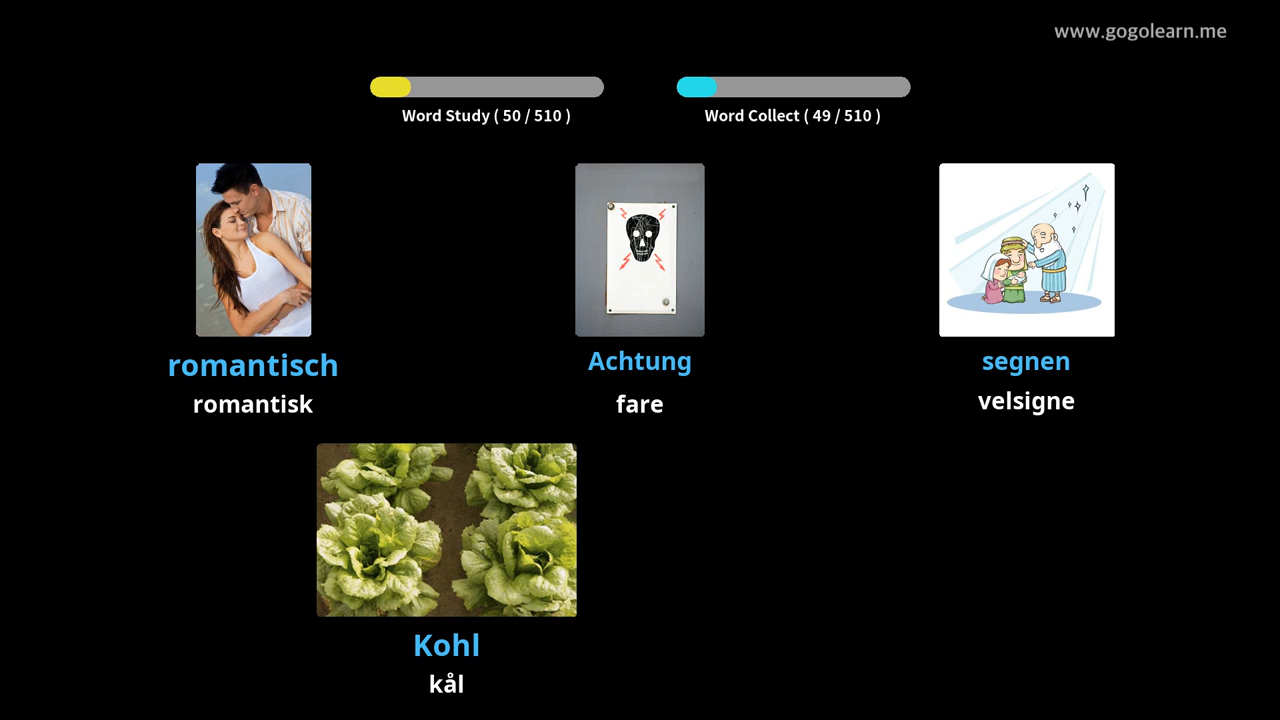 www.gogolearn.me
Word Study ( 50 / 510 )
Word Collect ( 49 / 510 )
romantisch
romantisk
Achtung
fare
segnen
velsigne
Kohl
kål